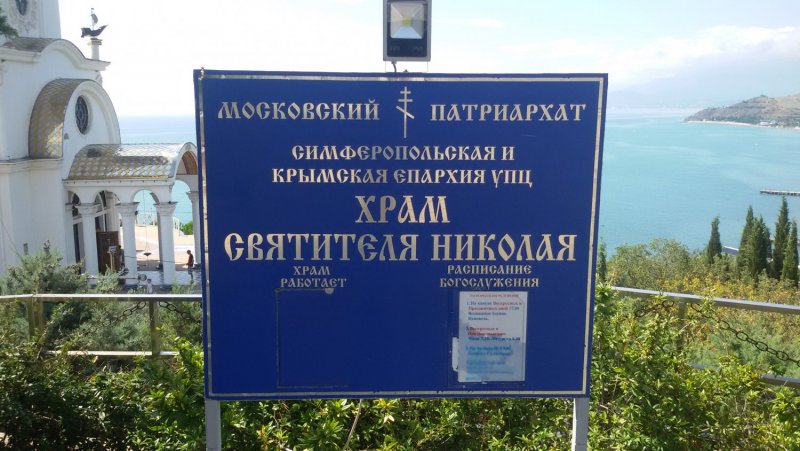 МОСКОВСКИЙ ПАТРИАРХАТ
СИМФЕРОПОЛЬСКАЯ И
КРЫМСКАЯ ЕПАРХИЯ УПЦ
ХРАМ
СВЯТИТЕЛЯ НИКОЛАЯ
ХРАМ
РАБОТАЕТ
РАСПИСАНИЕ
БОГОСЛУЖЕНИЯ